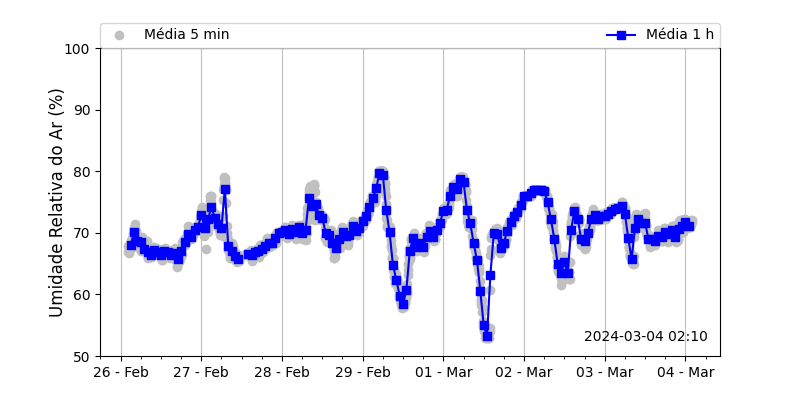 Média 5 min Média 1 h
Umidade Relativa do Ar (%)
100
90
80
70
60
50
2024-03-04 02:10
26 - Feb 27 - Feb 28 - Feb 29 - Feb 01 - Mar 02 - Mar 03 - Mar 04 - Mar